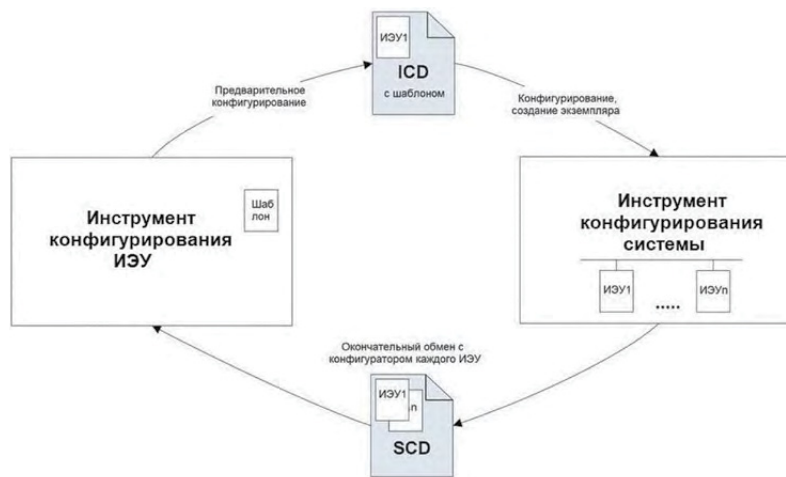 ИЭУ1
ICD
с шаблоном
Предварительное
конфигурирование
Конфигурирование,
создание экземпляра
Инструмент
конфигурирования
ИЭУ
Шаб
лон
Инструмент
конфигурирования
системы
ИЭУ1
.....
ИЭУn
Окончательный обмен с
конфигуратором каждого ИЭУ
ИЭУ1
n
SCD